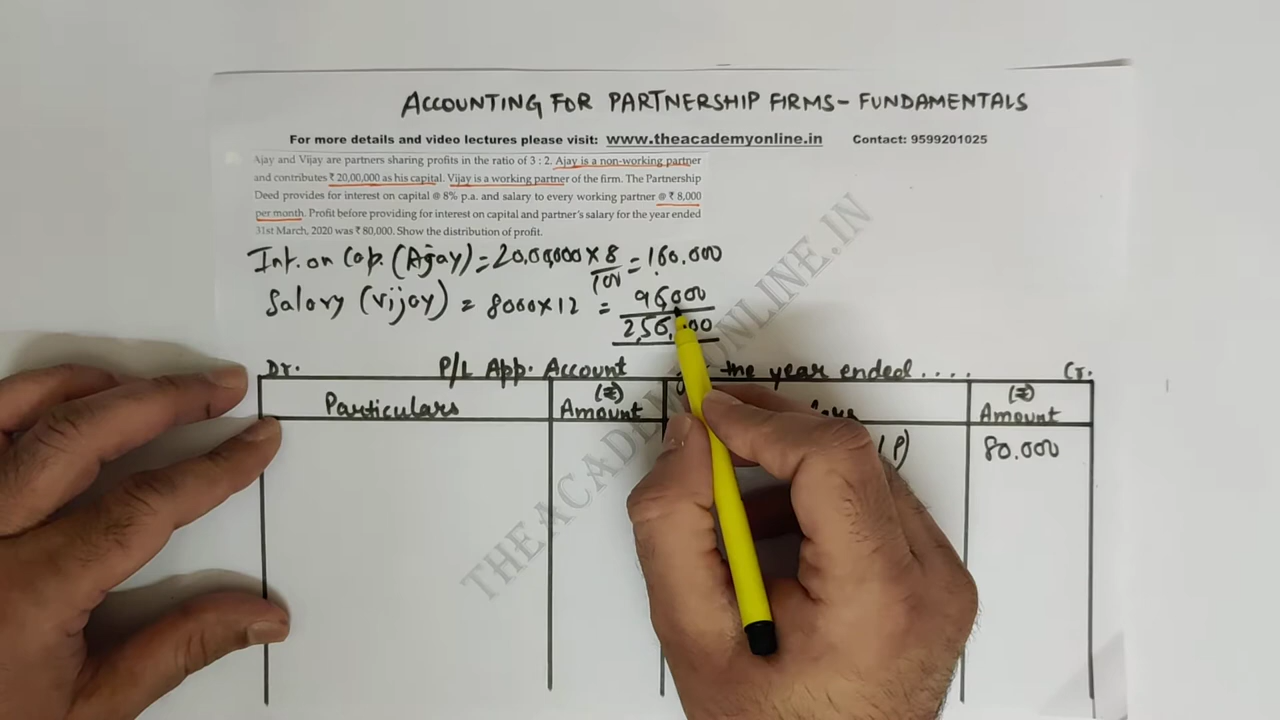 ACCOUNTING FOR PARTNERSHIP FIRMS - FUNDAMENTALS
For more details and video lectures please visit: www.theacademyonline.in Contact: 9599201025
Ajay and Vijay are partners sharing profits in the ratio of 3 : 2. Ajay is a non-working partner
and contributes ₹ 20,00,000 as his capital. Vijay is a working partner of the firm. The Partnership
Deed provides for interest on capital @ 8% p.a. and salary to every working partner @ ₹ 8,000
per month. Profit before providing for interest on capital and partner's salary for the year ended
31st March, 2020 was ₹ 80,000. Show the distribution of profit.
Int. on Cap. (Ajay) = 20,00,000 × 8/100 = 160,000
Salary (Vijay) = 8000 × 12 = 96,000
2,56, 00
Dr. P/L App. Account the year ended .... Cr.
Particulars (₹) Amount (₹) Amount
P) 80,000
THEACADEMYONLINE.IN